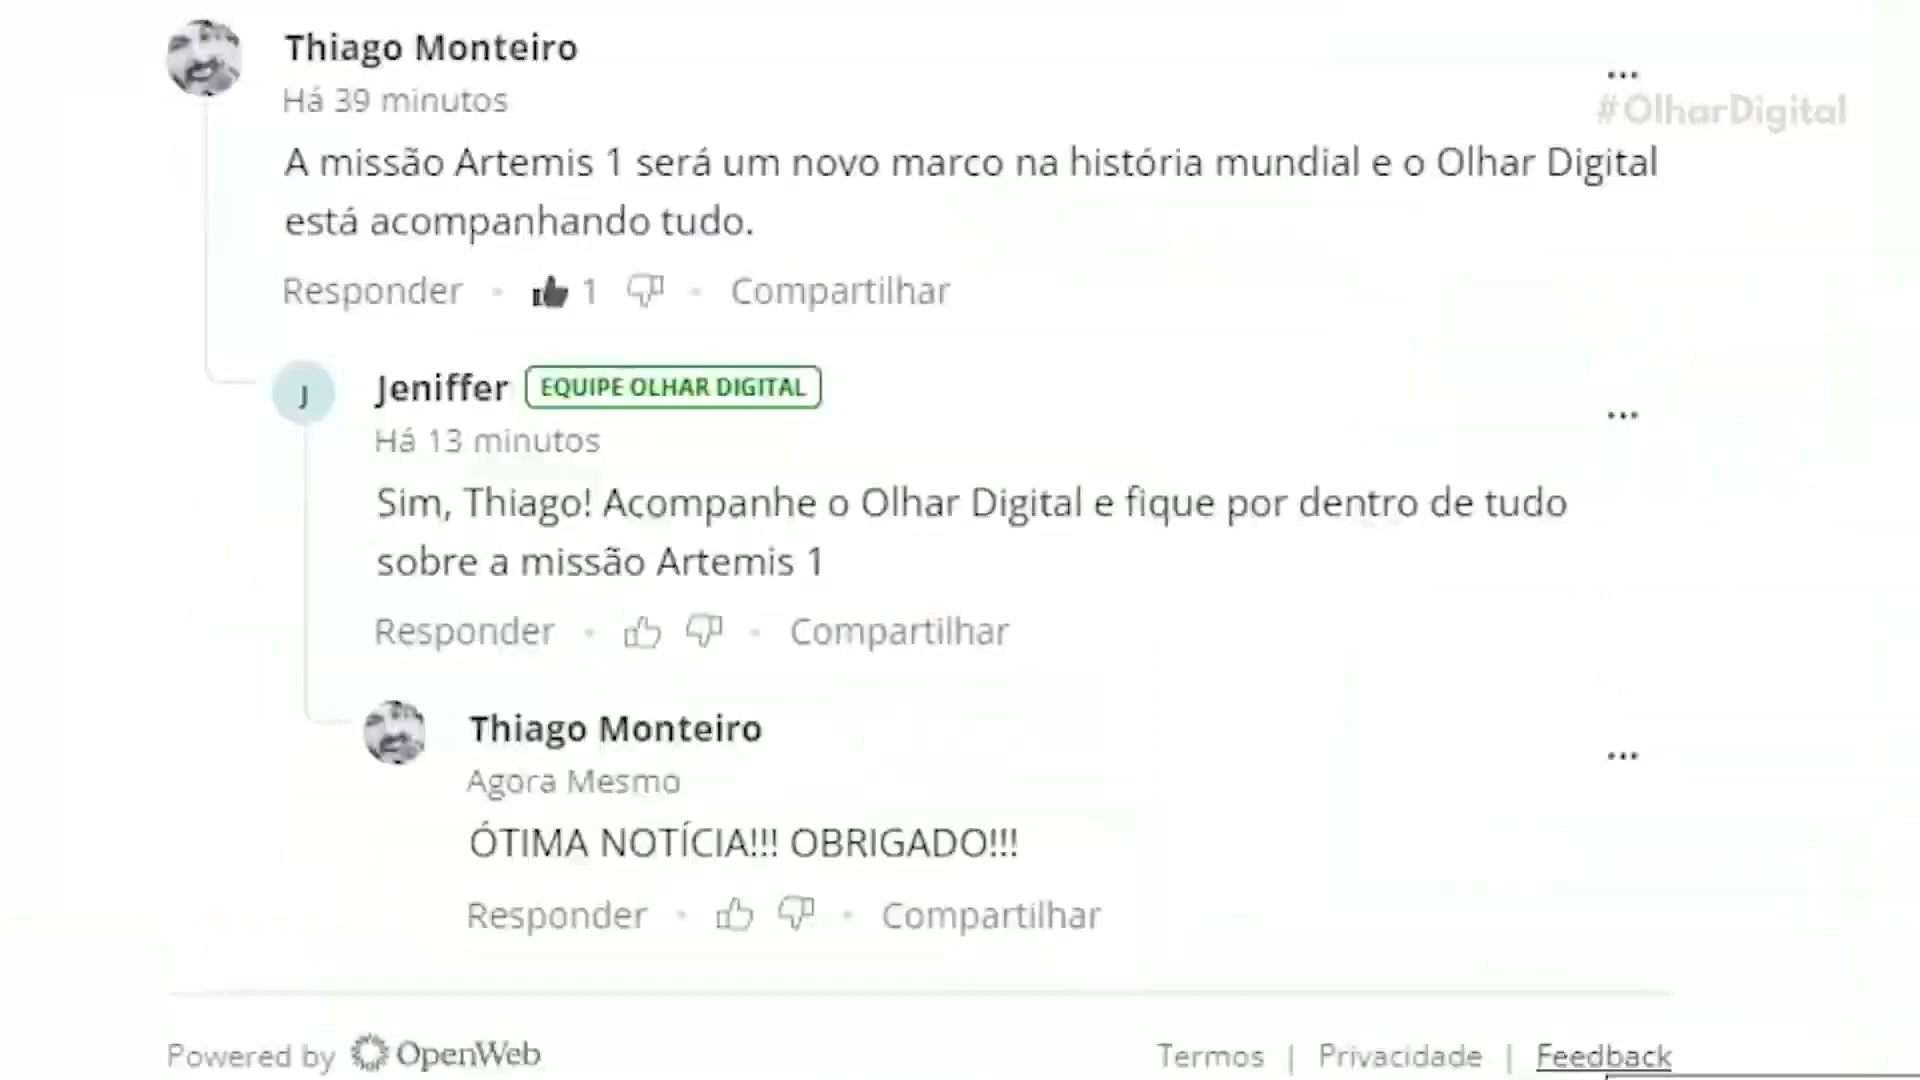 Thiago Monteiro
Há 39 minutos
#OlharDigital
A missão Artemis 1 será um novo marco na história mundial e o Olhar Digital
está acompanhando tudo.
Responder 1 Compartilhar
J Jeniffer EQUIPE OLHAR DIGITAL
Há 13 minutos
Sim, Thiago! Acompanhe o Olhar Digital e fique por dentro de tudo
sobre a missão Artemis 1
Responder Compartilhar
Thiago Monteiro
Agora Mesmo
ÓTIMA NOTÍCIA!!! OBRIGADO!!!
Responder Compartilhar
Powered by OpenWeb Termos | Privacidade | Feedback